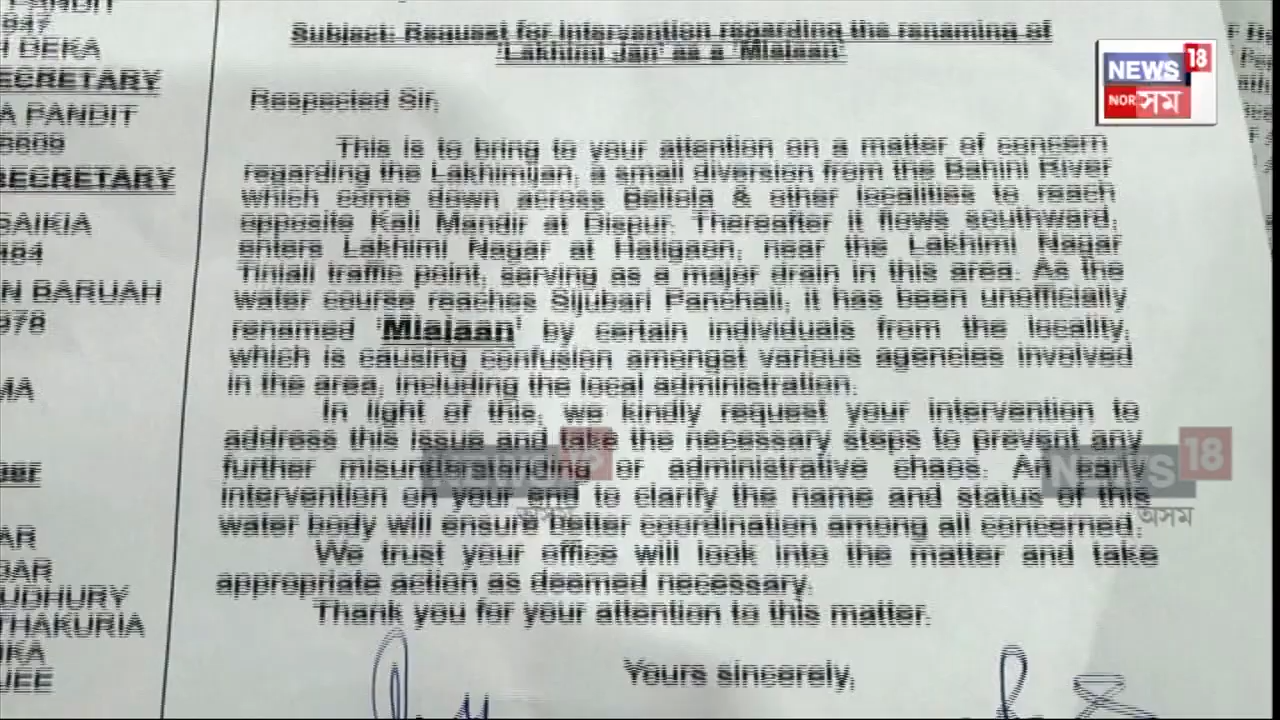 PANDIT
947
H DEKA
ECRETARY
A PANDIT
8809
SECRETARY
SAIKIA
N BARUAH
978
MA
AR
UDHURY
THAKURIA
JEE
Subject: Request for Intervention regarding the renaming of
'Lakhimi Jan' as a 'Miajaan'
Respected Sir,
This is to bring to your attention on a matter of concern
regarding the Lakhimijan, a small diversion from the Bahini River
which come down across Beltola & other localities to reach
opposite Kali Mandir at Dispur. Thereafter it flows southward,
enters Lakhimi Nagar at Hatigaon, near the Lakhimi Nagar
Tiniali traffic point, serving as a major drain in this area. As the
water course reaches Sijubari Panchali, it has been unofficially
renamed 'Miajaan' by certain individuals from the locality,
which is causing confusion amongst various agencies involved
in the area, including the local administration.
In light of this, we kindly request your intervention to
address this issue and take the necessary steps to prevent any
further misunderstanding or administrative chaos. An early
intervention on your end to clarify the name and status of this
water body will ensure better coordination among all concerned.
We trust your office will look into the matter and take
appropriate action as deemed necessary.
Thank you for your attention to this matter.
Yours sincerely,
NEWS 18
NOR সম
NEWS 18
অসম
NEWS 18
অসম